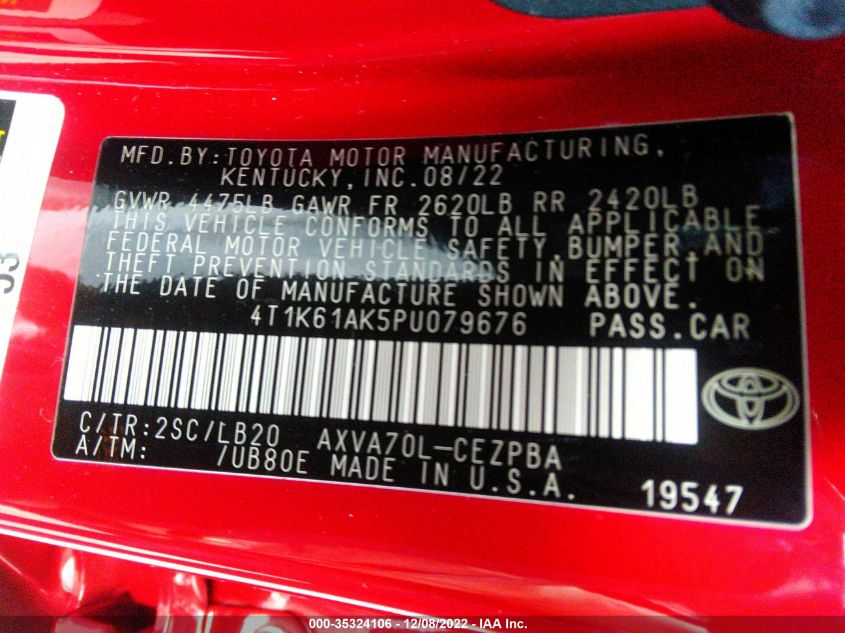 MFD.BY:TOYOTA MOTOR MANUFACTURING,
KENTUCKY,INC.08/22
GVWR 4475LB GAWR FR 2620LB RR 2420LB
THIS VEHICLE CONFORMS TO ALL APPLICABLE
FEDERAL MOTOR VEHICLE SAFETY,BUMPER,AND
THEFT PREVENTION STANDARDS IN EFFECT ON
THE DATE OF MANUFACTURE SHOWN ABOVE.
4T1K61AK5PU079676 PASS.CAR
C/TR:2SC/LB20 AXVA70L-CEZPBA
A/TM: /UB80E MADE IN U.S.A.
19547
000-35324106 - 12/08/2022 - IAA Inc.